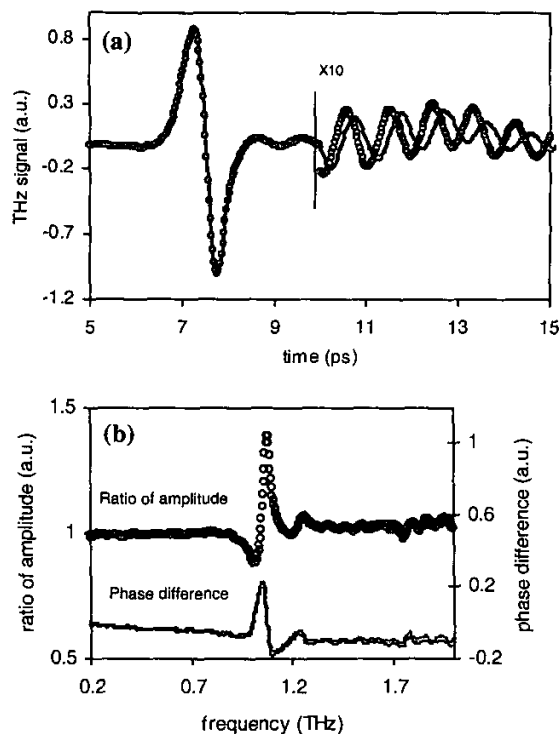 (a)
0.8
0.3
-0.2
-0.7
-1.2
THz signal (a.u.)
X10
5
7
9
11
13
15
time (ps)
(b)
1.5
1
0.5
ratio of amplitude (a.u.)
Ratio of amplitude
Phase difference
1
0.6
0.2
-0.2
phase difference (a.u.)
0.2
0.7
1.2
1.7
frequency (THz)